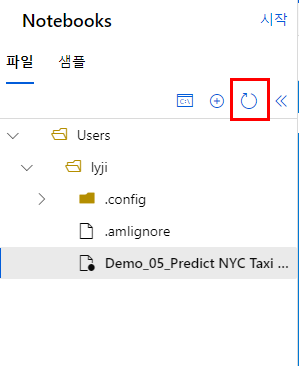 Notebooks 시작
파일 샘플
C:\
Users
lyji
.config
.amlignore
Demo_05_Predict NYC Taxi ...